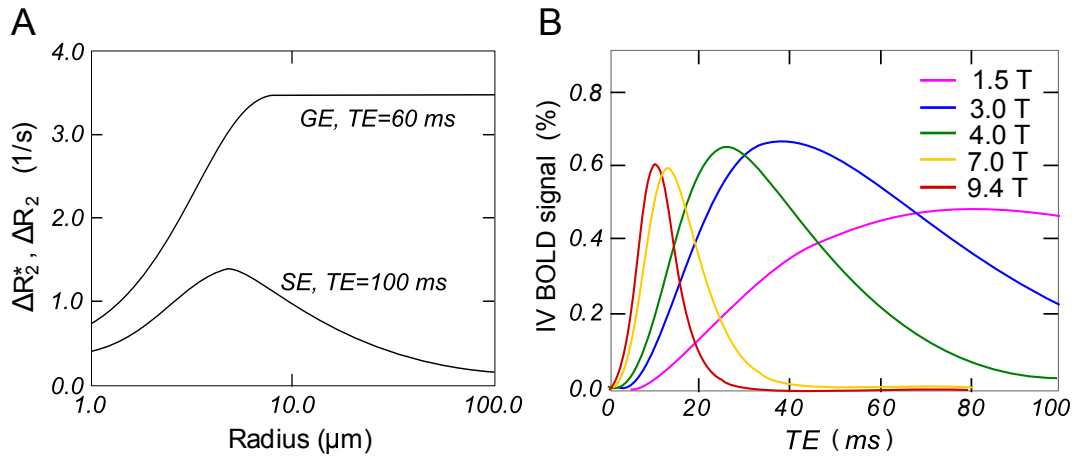 A
4.0
3.0
2.0
1.0
0.0
ΔR₂*, ΔR₂ (1/s)
GE, TE=60 ms
SE, TE=100 ms
1.0 10.0 100.0
Radius (µm)
B
0.8
0.6
0.4
0.2
0.0
IV BOLD signal (%)
1.5 T
3.0 T
4.0 T
7.0 T
9.4 T
0 20 40 60 80 100
TE (ms)